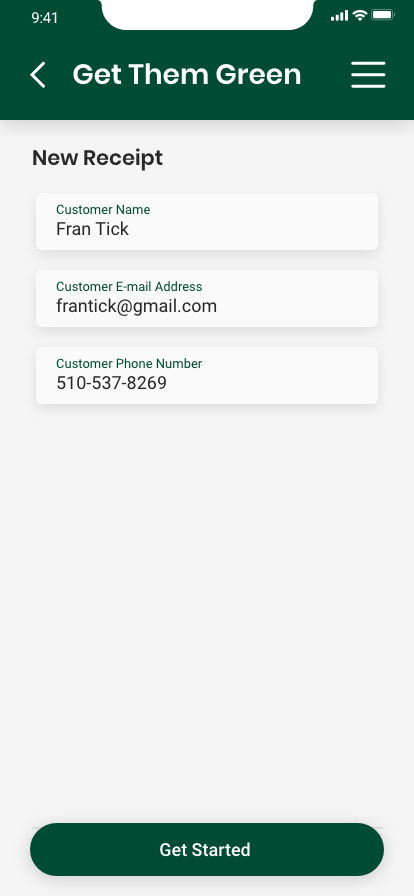 9:41
Get Them Green
New Receipt
Customer Name
Fran Tick
Customer E-mail Address
frantick@gmail.com
Customer Phone Number
510-537-8269
Get Started